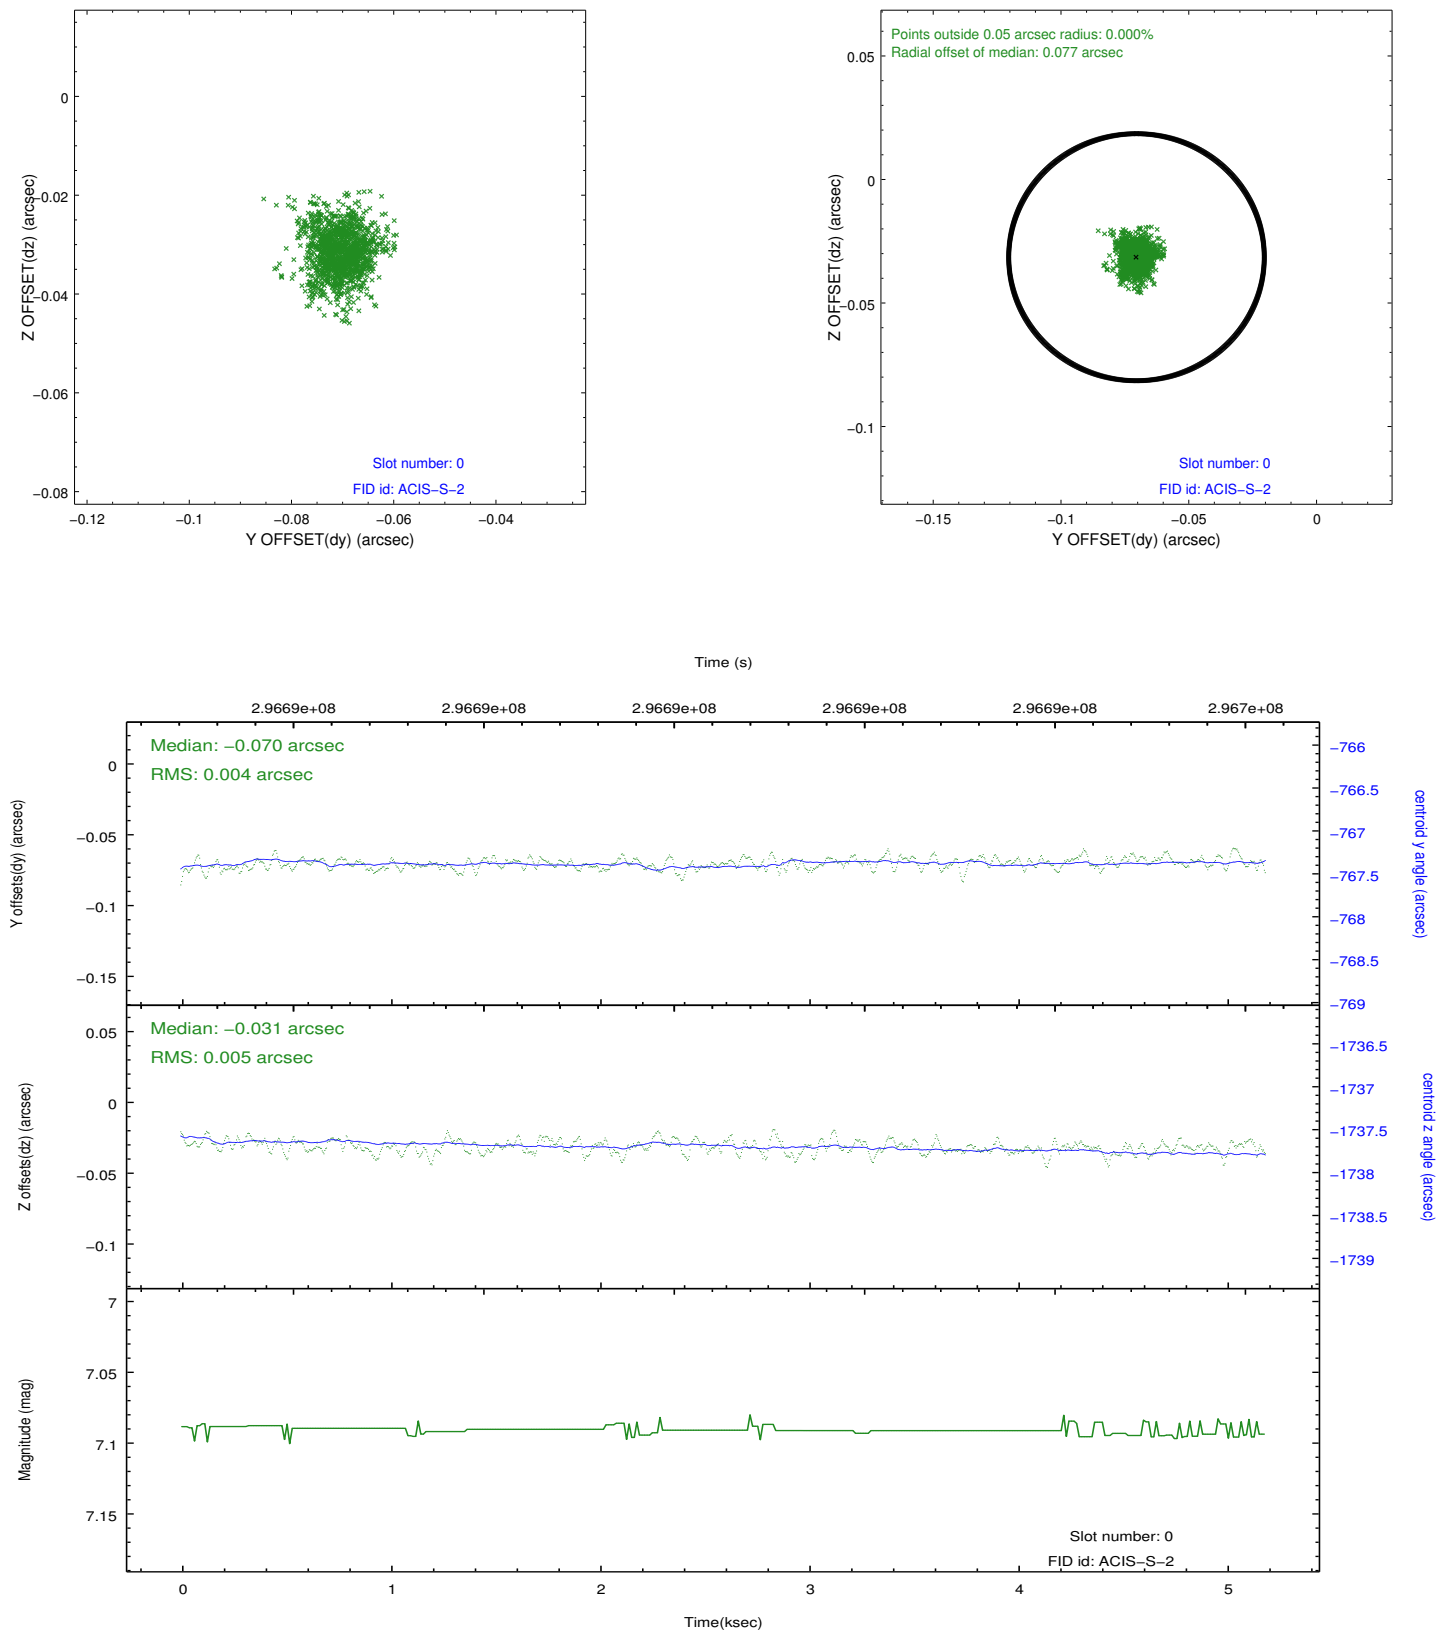 0
−0.02
−0.04
−0.06
−0.08
−0.12
−0.1
−0.08
−0.06
−0.04
Z OFFSET(dz) (arcsec)
Y OFFSET(dy) (arcsec)
Slot number: 0
FID id: ACIS−S−2
Points outside 0.05 arcsec radius: 0.000%
Radial offset of median: 0.077 arcsec
0.05
0
−0.05
−0.1
−0.15
−0.1
−0.05
0
Z OFFSET(dz) (arcsec)
Y OFFSET(dy) (arcsec)
Slot number: 0
FID id: ACIS−S−2
Time (s)
2.9669e+08
2.9669e+08
2.9669e+08
2.9669e+08
2.9669e+08
2.967e+08
Median: −0.070 arcsec
RMS: 0.004 arcsec
0
−0.05
−0.1
−0.15
Y offsets(dy) (arcsec)
−766
−766.5
−767
−767.5
−768
−768.5
−769
centroid y angle (arcsec)
Median: −0.031 arcsec
RMS: 0.005 arcsec
0.05
0
−0.05
−0.1
Z offsets(dz) (arcsec)
−1736.5
−1737
−1737.5
−1738
−1738.5
−1739
centroid z angle (arcsec)
7
7.05
7.1
7.15
Magnitude (mag)
Slot number: 0
FID id: ACIS−S−2
0
1
2
3
4
5
Time(ksec)